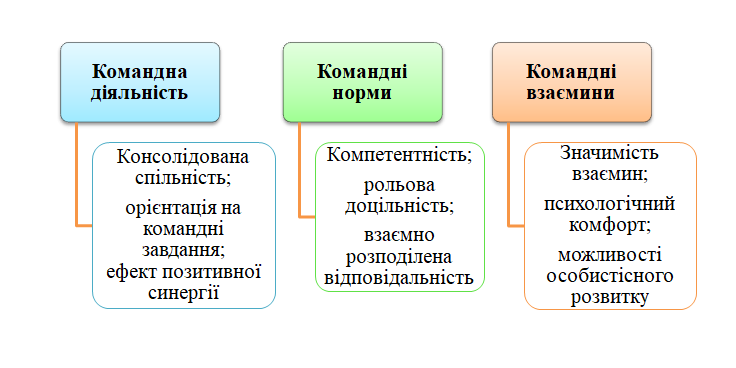 Командна
діяльність
Консолідована
спільність;
орієнтація на
командні
завдання;
ефект позитивної
синергії
Командні
норми
Компетентність;
рольова
доцільність;
взаємно
розподілена
відповідальність
Командні
взаємини
Значимість
взаємин;
психологічний
комфорт;
можливості
особистісного
розвитку